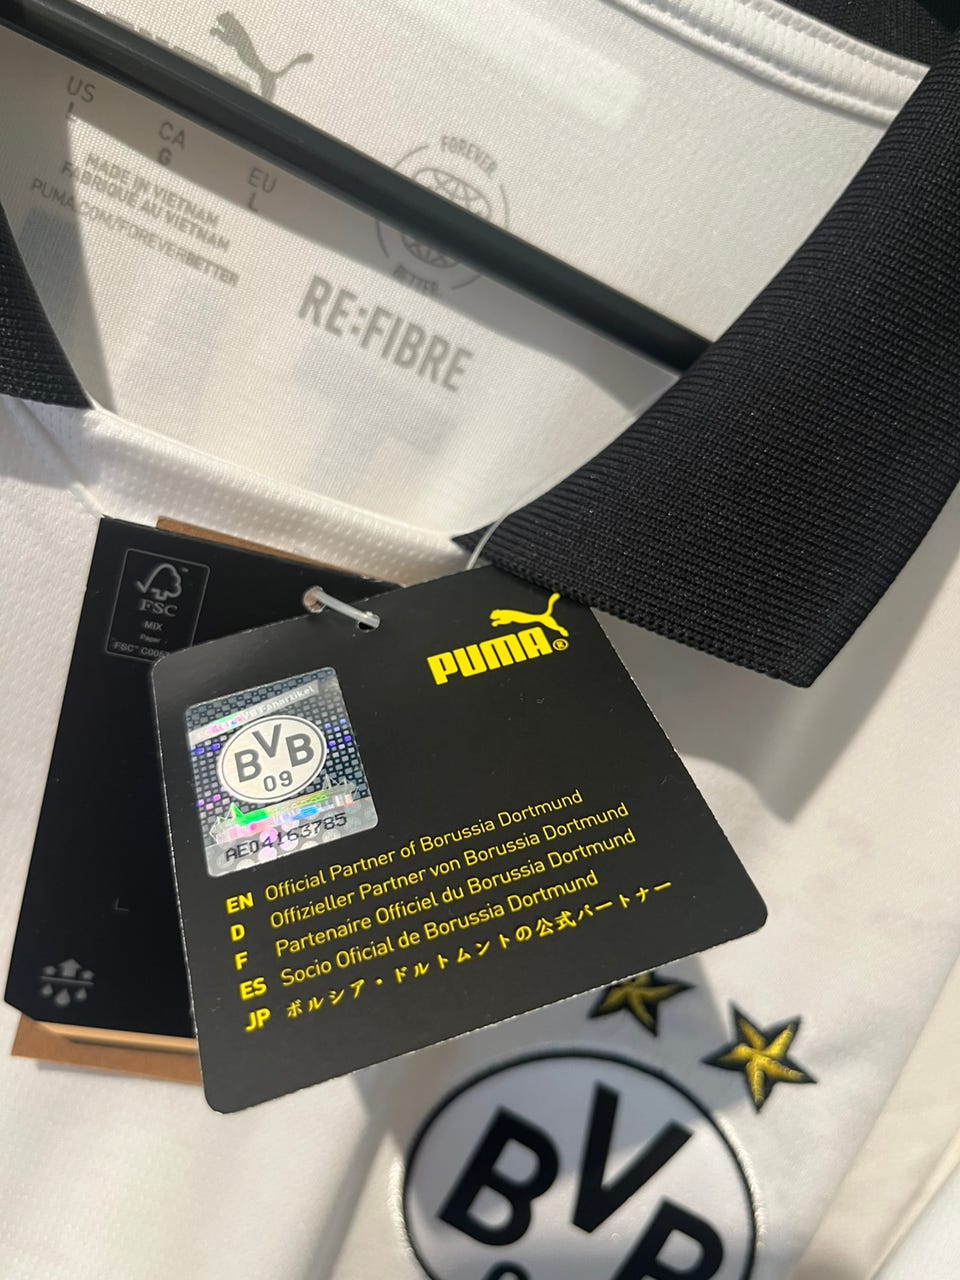 US
L
CA
G
EU
L
MADE IN VIETNAM
FABRIQUE AU VIETNAM
PUMA.COM/FOREVERBETTER
FOREVER
BETTER.
RE:FIBRE
FSC
MIX
Paper
PUMA®
BVB
09
AE04163785
EN Official Partner of Borussia Dortmund
D Offizieller Partner von Borussia Dortmund
F Partenaire Officiel du Borussia Dortmund
ES Socio Oficial de Borussia Dortmund
JP ボルシア・ドルトムントの公式パートナー
BVB